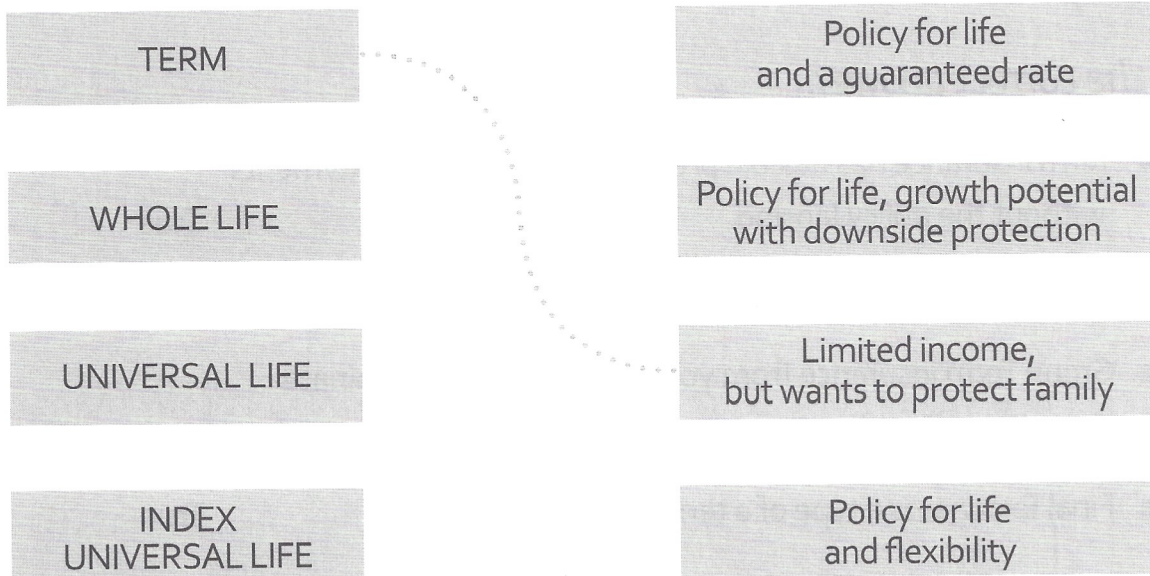 TERM
Policy for life
and a guaranteed rate
WHOLE LIFE
Policy for life, growth potential
with downside protection
UNIVERSAL LIFE
Limited income,
but wants to protect family
INDEX
UNIVERSAL LIFE
Policy for life
and flexibility